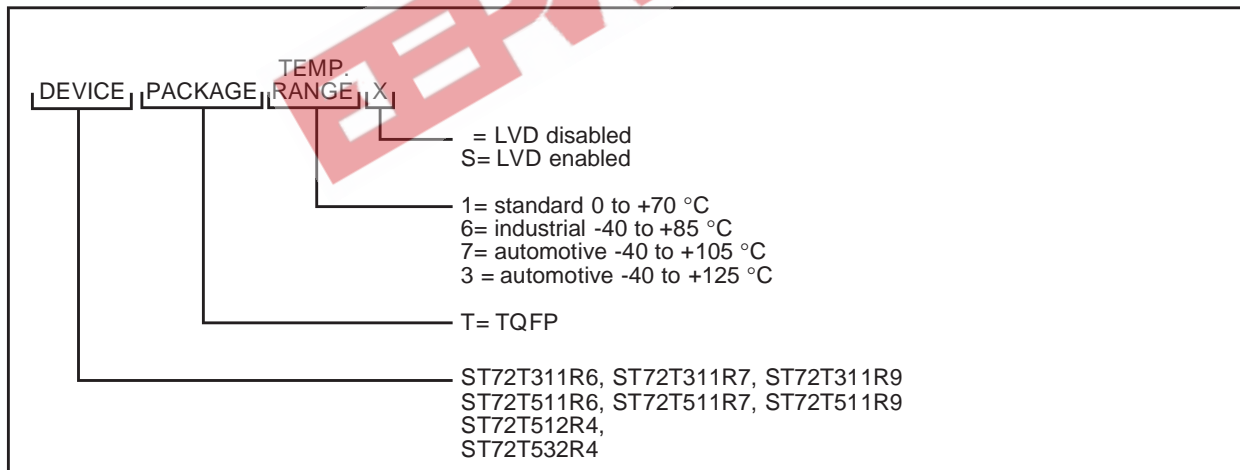 TEMP.
DEVICE PACKAGE RANGE X
= LVD disabled
S= LVD enabled
1= standard 0 to +70 °C
6= industrial -40 to +85 °C
7= automotive -40 to +105 °C
3 = automotive -40 to +125 °C
T= TQFP
ST72T311R6, ST72T311R7, ST72T311R9
ST72T511R6, ST72T511R7, ST72T511R9
ST72T512R4,
ST72T532R4